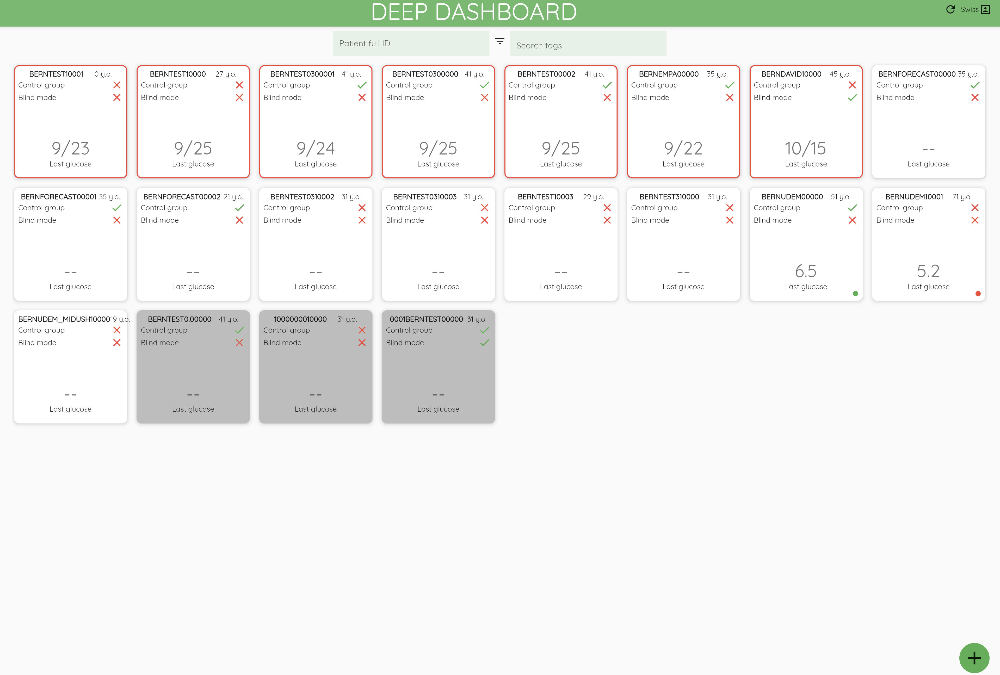 DEEP DASHBOARD
Swiss
Patient full ID
Search tags
BERNTEST10001 0 y.o.
Control group
Blind mode
9/23
Last glucose
BERNTEST10000 27 y.o.
Control group
Blind mode
9/25
Last glucose
BERNTEST0300001 41 y.o.
Control group
Blind mode
9/24
Last glucose
BERNTEST0300000 41 y.o.
Control group
Blind mode
9/25
Last glucose
BERNTEST00002 41 y.o.
Control group
Blind mode
9/25
Last glucose
BERNEMPA00000 35 y.o.
Control group
Blind mode
9/22
Last glucose
BERNDAVID10000 45 y.o.
Control group
Blind mode
10/15
Last glucose
BERNFORECAST00000 35 y.o.
Control group
Blind mode
--
Last glucose
BERNFORECAST00001 35 y.o.
Control group
Blind mode
--
Last glucose
BERNFORECAST00002 21 y.o.
Control group
Blind mode
--
Last glucose
BERNTEST0310002 31 y.o.
Control group
Blind mode
--
Last glucose
BERNTEST0310003 31 y.o.
Control group
Blind mode
--
Last glucose
BERNTEST10003 29 y.o.
Control group
Blind mode
--
Last glucose
BERNTEST310000 31 y.o.
Control group
Blind mode
--
Last glucose
BERNUDEM00000 51 y.o.
Control group
Blind mode
6.5
Last glucose
BERNUDEM10001 71 y.o.
Control group
Blind mode
5.2
Last glucose
BERNUDEM_MIDUSH10000 19 y.o.
Control group
Blind mode
--
Last glucose
BERNTEST0.00000 41 y.o.
Control group
Blind mode
--
Last glucose
1000000010000 31 y.o.
Control group
Blind mode
--
Last glucose
0001BERNTEST00000 31 y.o.
Control group
Blind mode
--
Last glucose